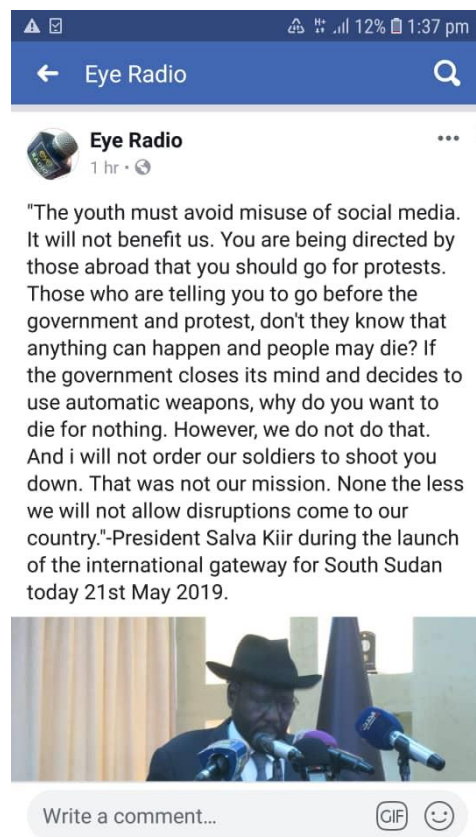 12% 1:37 pm
Eye Radio
Eye Radio
1 hr
"The youth must avoid misuse of social media.
It will not benefit us. You are being directed by
those abroad that you should go for protests.
Those who are telling you to go before the
government and protest, don't they know that
anything can happen and people may die? If
the government closes its mind and decides to
use automatic weapons, why do you want to
die for nothing. However, we do not do that.
And i will not order our soldiers to shoot you
down. That was not our mission. None the less
we will not allow disruptions come to our
country."-President Salva Kiir during the launch
of the international gateway for South Sudan
today 21st May 2019.
Write a comment...
GIF